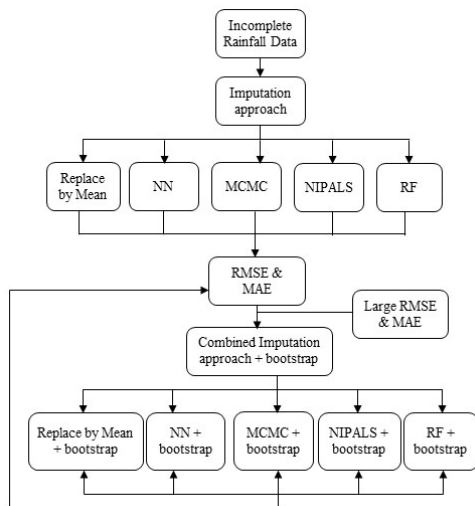 Incomplete
Rainfall Data
Imputation
approach
Replace
by Mean
NN
MCMC
NIPALS
RF
RMSE &
MAE
Large RMSE
& MAE
Combined Imputation
approach + bootstrap
Replace by Mean
+ bootstrap
NN +
bootstrap
MCMC +
bootstrap
NIPALS +
bootstrap
RF +
bootstrap